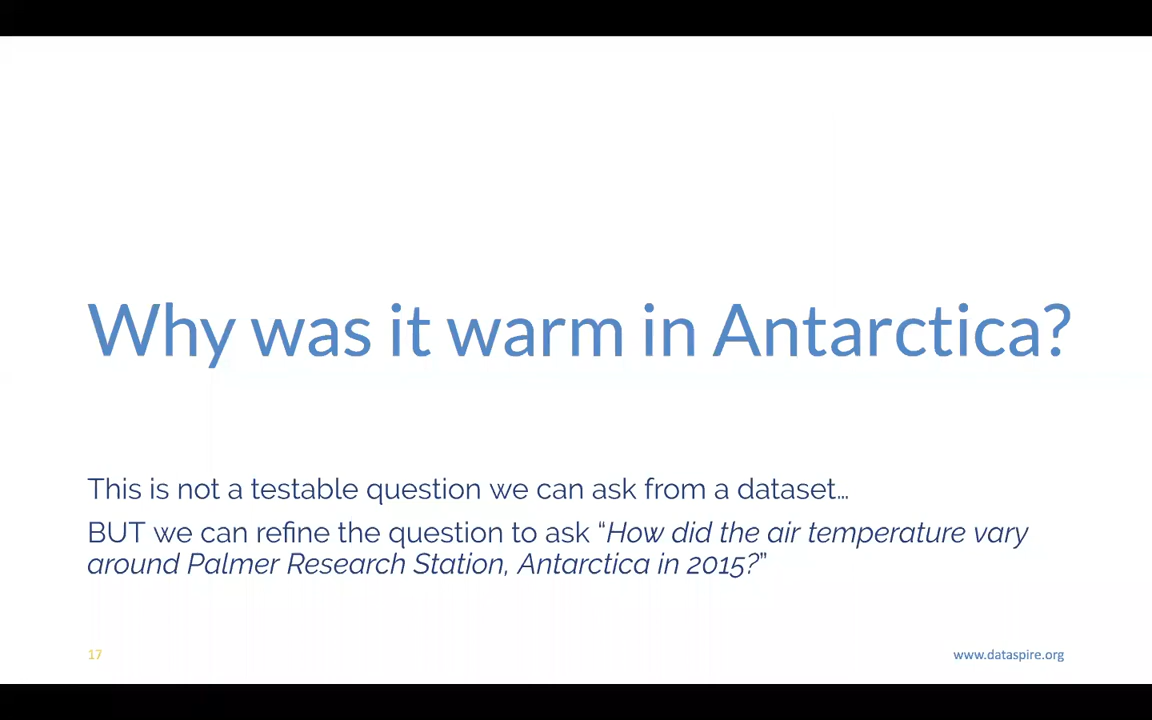 Why was it warm in Antarctica?
This is not a testable question we can ask from a dataset…
BUT we can refine the question to ask “How did the air temperature vary
around Palmer Research Station, Antarctica in 2015?”
17
www.dataspire.org